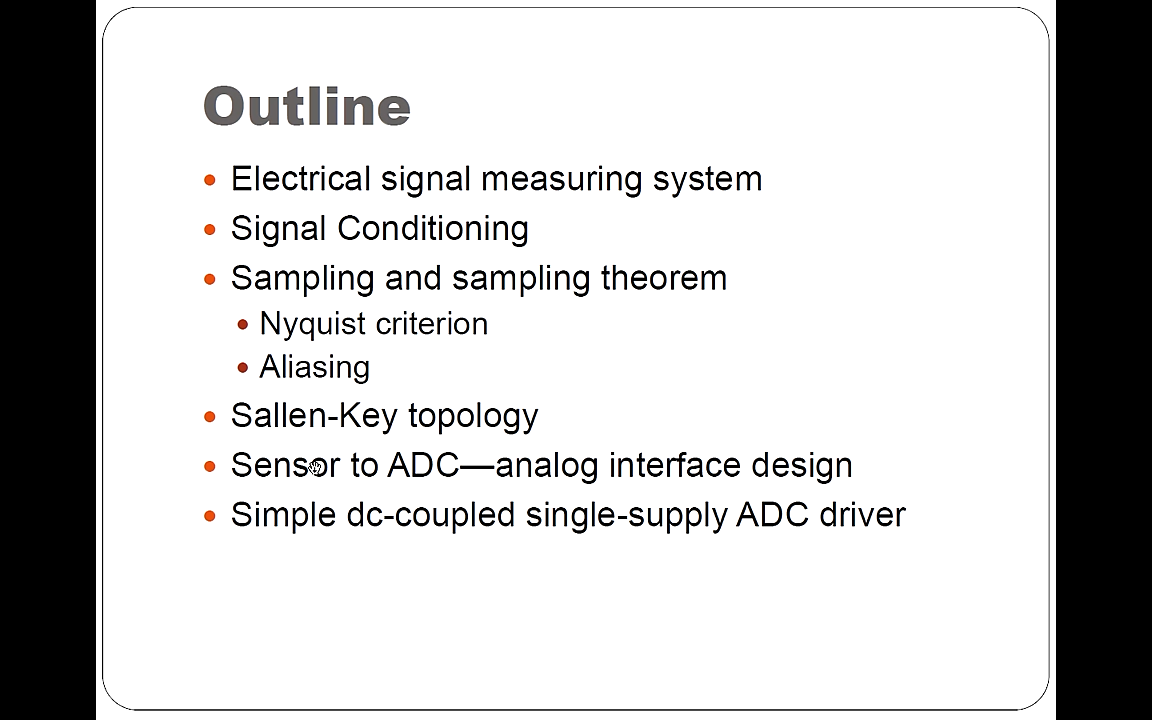 Outline
Electrical signal measuring system
Signal Conditioning
Sampling and sampling theorem
Nyquist criterion
Aliasing
Sallen-Key topology
Sensor to ADC—analog interface design
Simple dc-coupled single-supply ADC driver